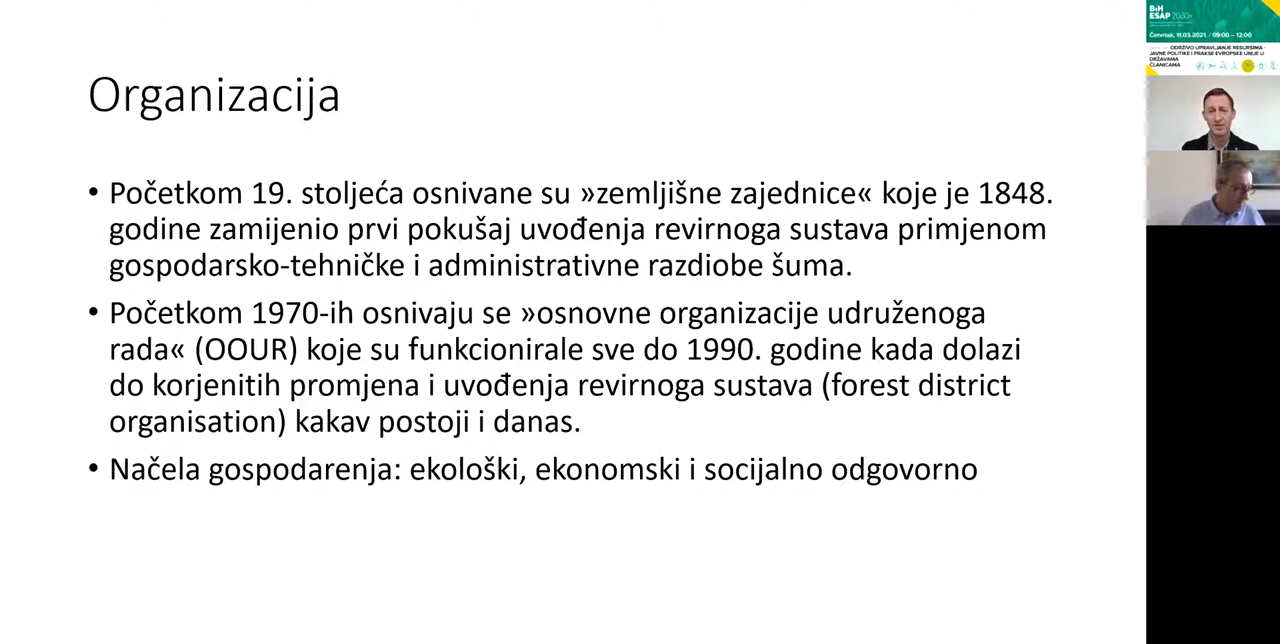 Organizacija
• Početkom 19. stoljeća osnivane su »zemljišne zajednice« koje je 1848.
godine zamijenio prvi pokušaj uvođenja revirnoga sustava primjenom
gospodarsko-tehničke i administrativne razdiobe šuma.
• Početkom 1970-ih osnivaju se »osnovne organizacije udruženoga
rada« (OOUR) koje su funkcionirale sve do 1990. godine kada dolazi
do korjenitih promjena i uvođenja revirnoga sustava (forest district
organisation) kakav postoji i danas.
• Načela gospodarenja: ekološki, ekonomski i socijalno odgovorno
BiH
ESAP 2030+
Četvrtak, 11.03.2021. / 09:00 – 12:00
ODRŽIVO UPRAVLJANJE RESURSIMA -
JAVNE POLITIKE I PRAKSE EVROPSKE UNIJE U
DRŽAVAMA
ČLANICAMA